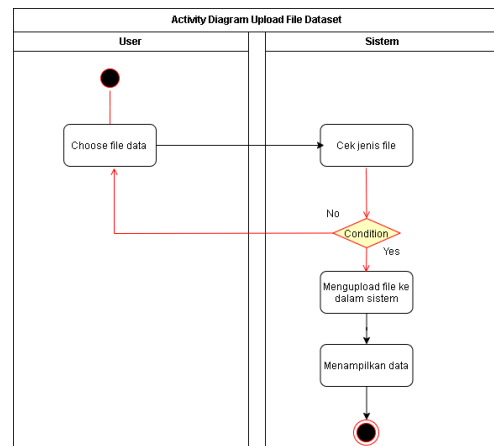 Activity Diagram Upload File Dataset
User
Sistem
Choose file data
Cek jenis file
No
Condition
Yes
Mengupload file ke
dalam sistem
Menampilkan data